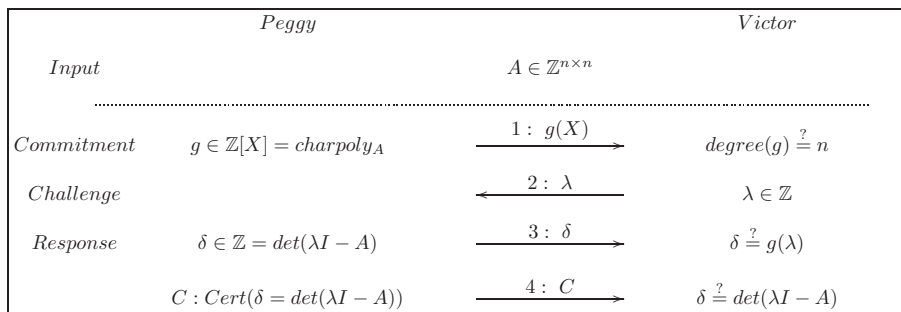 Peggy Victor
Input A ∈ ℤ^{n×n}
Commitment g ∈ ℤ[X] = charpoly_A 1 : g(X) degree(g) ≟ n
Challenge 2 : λ λ ∈ ℤ
Response δ ∈ ℤ = det(λI − A) 3 : δ δ ≟ g(λ)
C : Cert(δ = det(λI − A)) 4 : C δ ≟ det(λI − A)